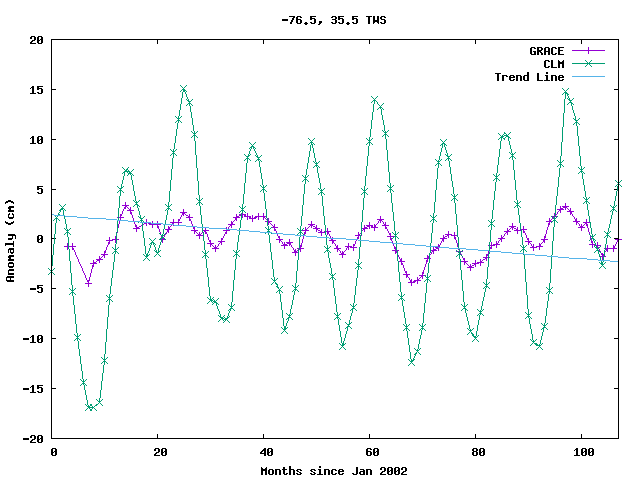 -76.5, 35.5 TWS
GRACE
CLM
Trend Line
20
15
10
5
0
-5
-10
-15
-20
Anomaly (cm)
0 20 40 60 80 100
Months since Jan 2002